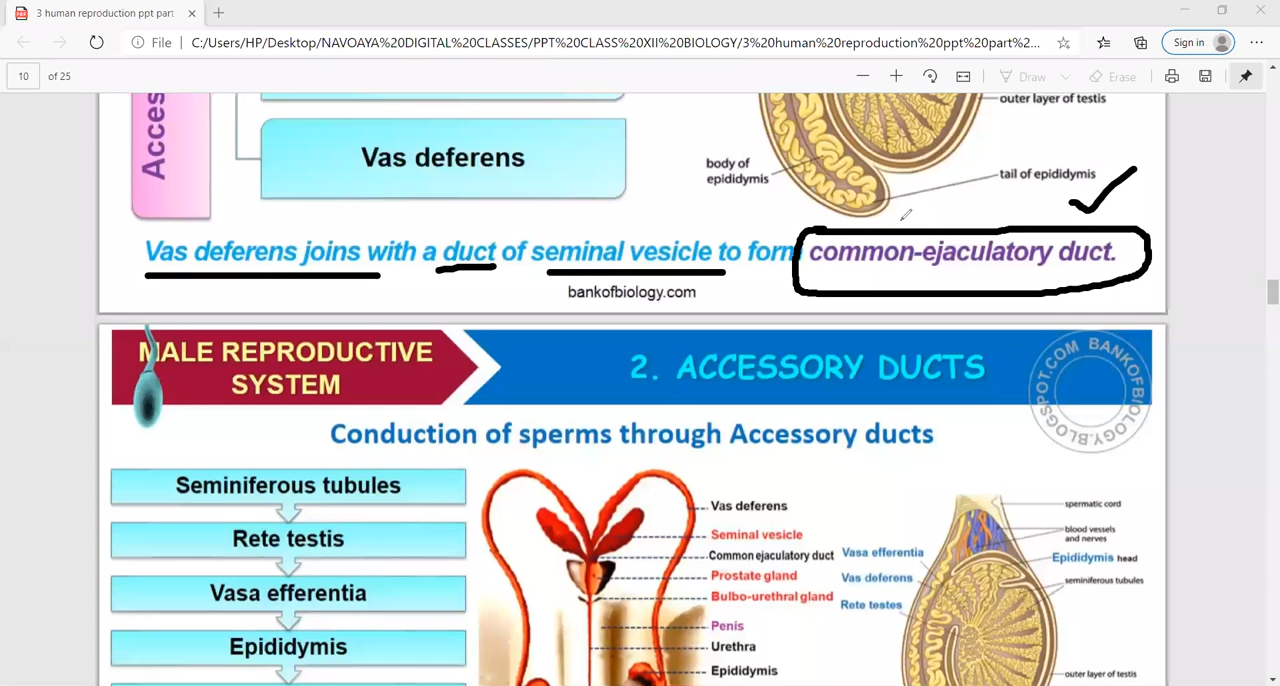 3 human reproduction ppt part
File
C:/Users/HP/Desktop/NAVOAYA%20DIGITAL%20CLASSES/PPT%20CLASS%20XII%20BIOLOGY/3%20human%20reproduction%20ppt%20part%2...
Sign in
10 of 25
Draw
Erase
Acces
Vas deferens
outer layer of testis
body of
epididymis
tail of epididymis
Vas deferens joins with a duct of seminal vesicle to form common-ejaculatory duct.
bankofbiology.com
MALE REPRODUCTIVE
SYSTEM
2. ACCESSORY DUCTS
BANKOFBIOLOGY.BLOGSPOT.COM
Conduction of sperms through Accessory ducts
Seminiferous tubules
Rete testis
Vasa efferentia
Epididymis
Vas deferens
Seminal vesicle
Common ejaculatory duct
Prostate gland
Bulbo-urethral gland
Penis
Urethra
Epididymis
Vasa efferentia
Vas deferens
Rete testes
spermatic cord
blood vessels
and nerves
Epididymis head
seminiferous tubules
outer layer of testis